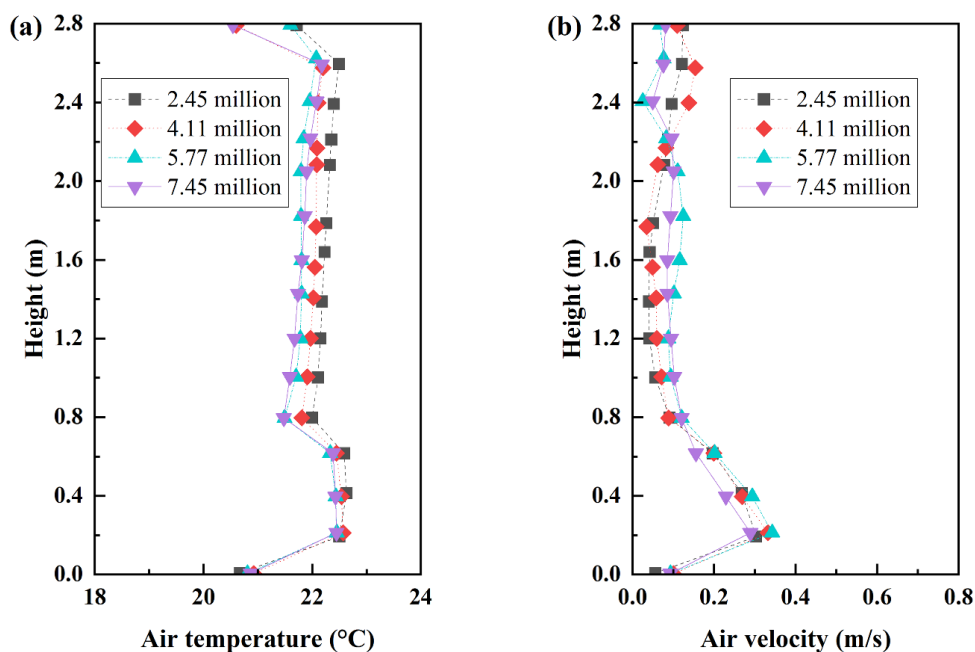 (a)
2.8
2.4
2.0
1.6
1.2
0.8
0.4
0.0
Height (m)
2.45 million
4.11 million
5.77 million
7.45 million
18
20
22
24
Air temperature (°C)
(b)
2.8
2.4
2.0
1.6
1.2
0.8
0.4
0.0
Height (m)
2.45 million
4.11 million
5.77 million
7.45 million
0.0
0.2
0.4
0.6
0.8
Air velocity (m/s)